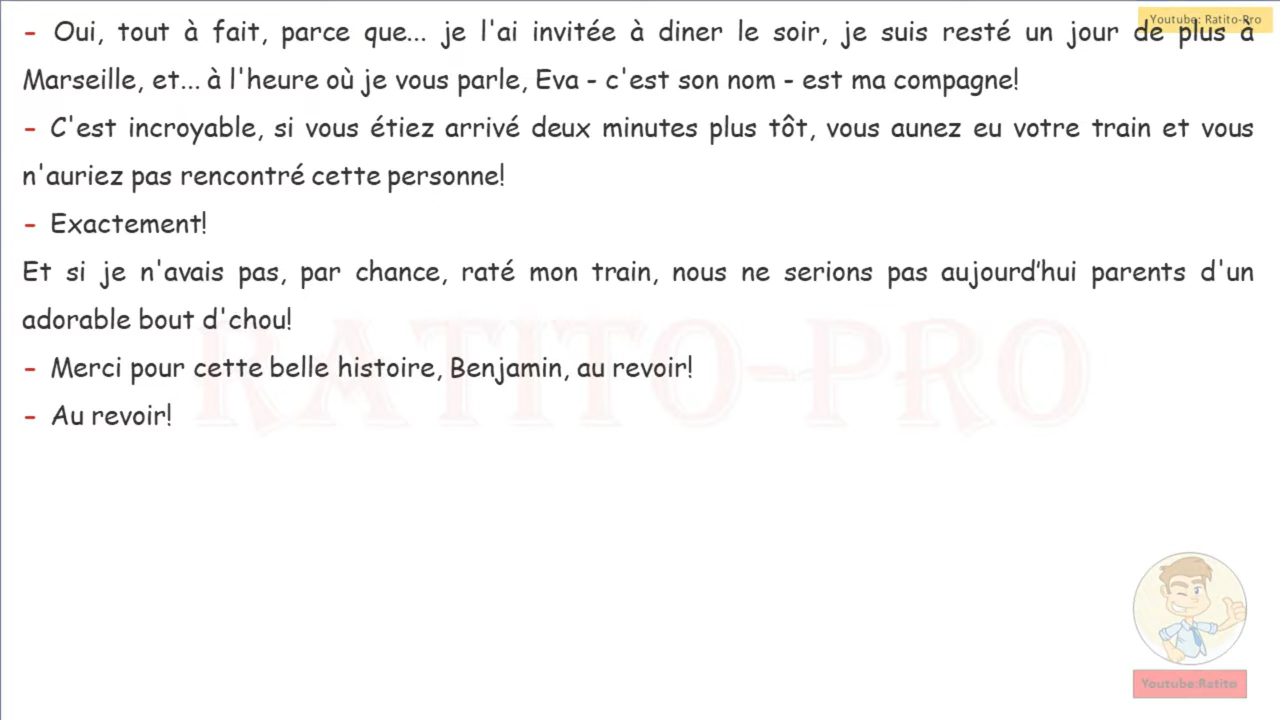 Youtube: Ratito-Pro
- Oui, tout à fait, parce que... je l'ai invitée à diner le soir, je suis resté un jour de plus à
Marseille, et... à l'heure où je vous parle, Eva - c'est son nom - est ma compagne!
- C'est incroyable, si vous étiez arrivé deux minutes plus tôt, vous aunez eu votre train et vous
n'auriez pas rencontré cette personne!
- Exactement!
Et si je n'avais pas, par chance, raté mon train, nous ne serions pas aujourd'hui parents d'un
adorable bout d'chou!
- Merci pour cette belle histoire, Benjamin, au revoir!
- Au revoir!
RATITO-PRO
Youtube:Ratito